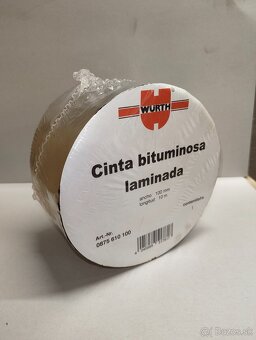 WÜRTH
Cinta bituminosa
laminada
ancho 100 mm
longitud 10 m
Art.-Nr.
0875 610 100
bazos.sk